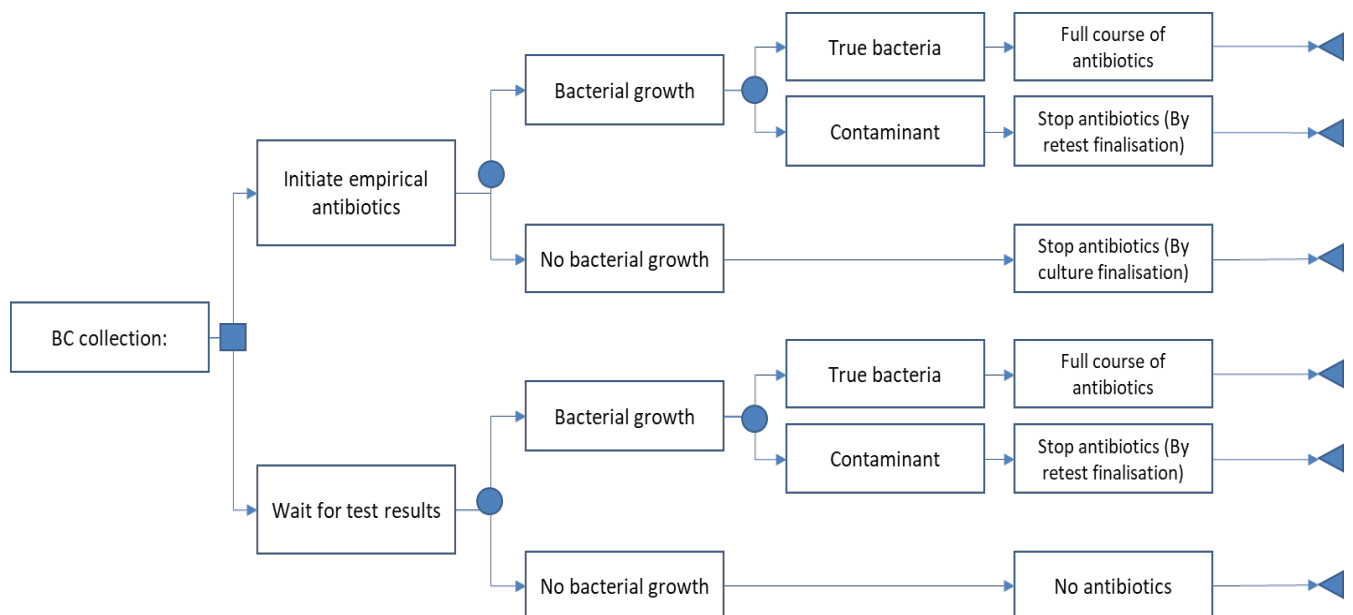 True bacteria
Full course of
antibiotics
Bacterial growth
Contaminant
Stop antibiotics (By
retest finalisation)
Initiate empirical
antibiotics
No bacterial growth
Stop antibiotics (By
culture finalisation)
BC collection:
True bacteria
Full course of
antibiotics
Bacterial growth
Contaminant
Stop antibiotics (By
retest finalisation)
Wait for test results
No bacterial growth
No antibiotics